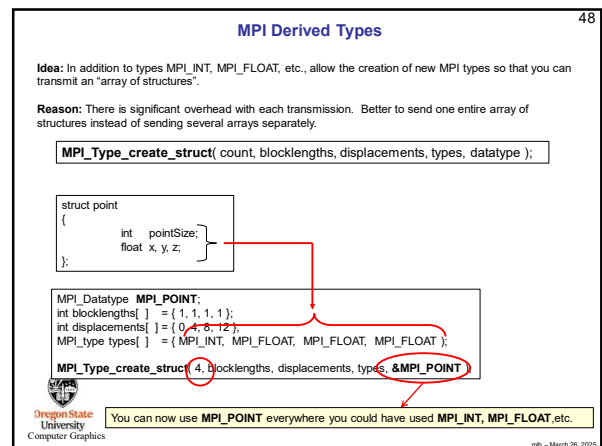 48
MPI Derived Types
Idea: In addition to types MPI_INT, MPI_FLOAT, etc., allow the creation of new MPI types so that you can
transmit an “array of structures”.
Reason: There is significant overhead with each transmission. Better to send one entire array of
structures instead of sending several arrays separately.
MPI_Type_create_struct( count, blocklengths, displacements, types, datatype );
struct point
{
int pointSize;
float x, y, z;
};
MPI_Datatype MPI_POINT;
int blocklengths[ ] = { 1, 1, 1, 1 };
int displacements[ ] = { 0, 4, 8, 12 };
MPI_type types[ ] = { MPI_INT, MPI_FLOAT, MPI_FLOAT, MPI_FLOAT );
MPI_Type_create_struct( 4, blocklengths, displacements, types, &MPI_POINT );
You can now use MPI_POINT everywhere you could have used MPI_INT, MPI_FLOAT,etc.
Oregon State
University
Computer Graphics
mjb – March 26, 2025